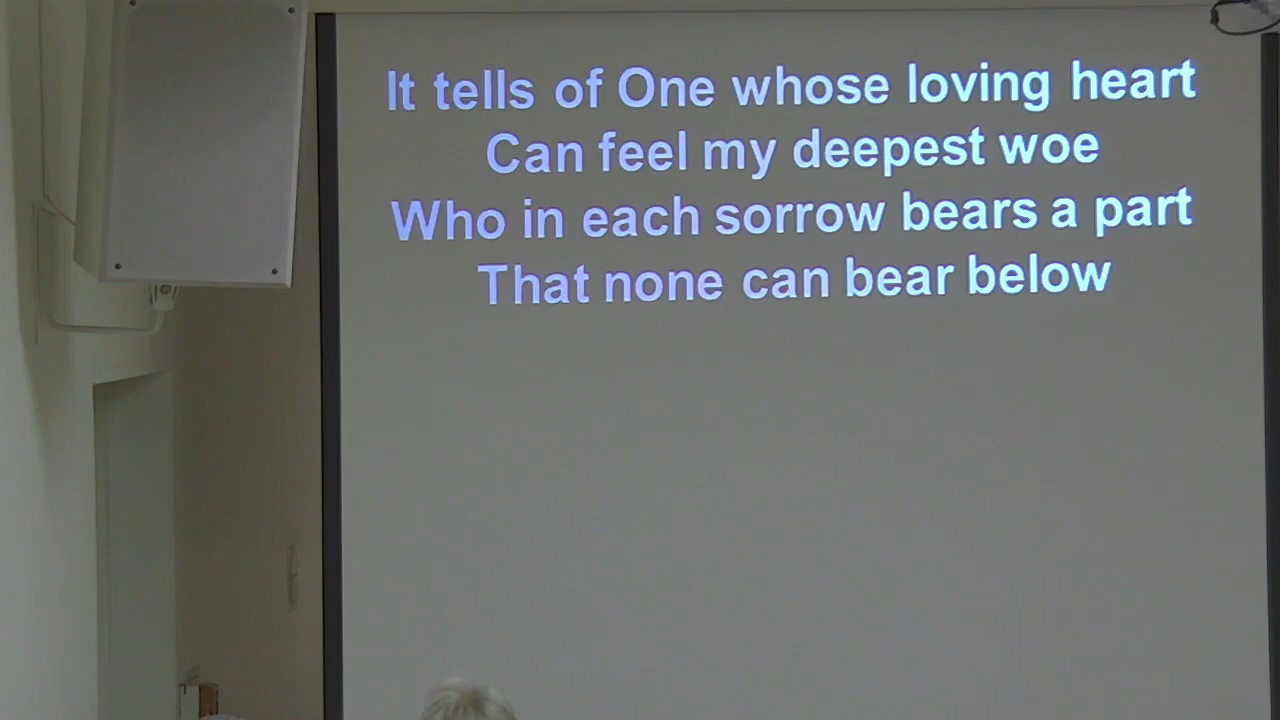 It tells of One whose loving heart
Can feel my deepest woe
Who in each sorrow bears a part
That none can bear below